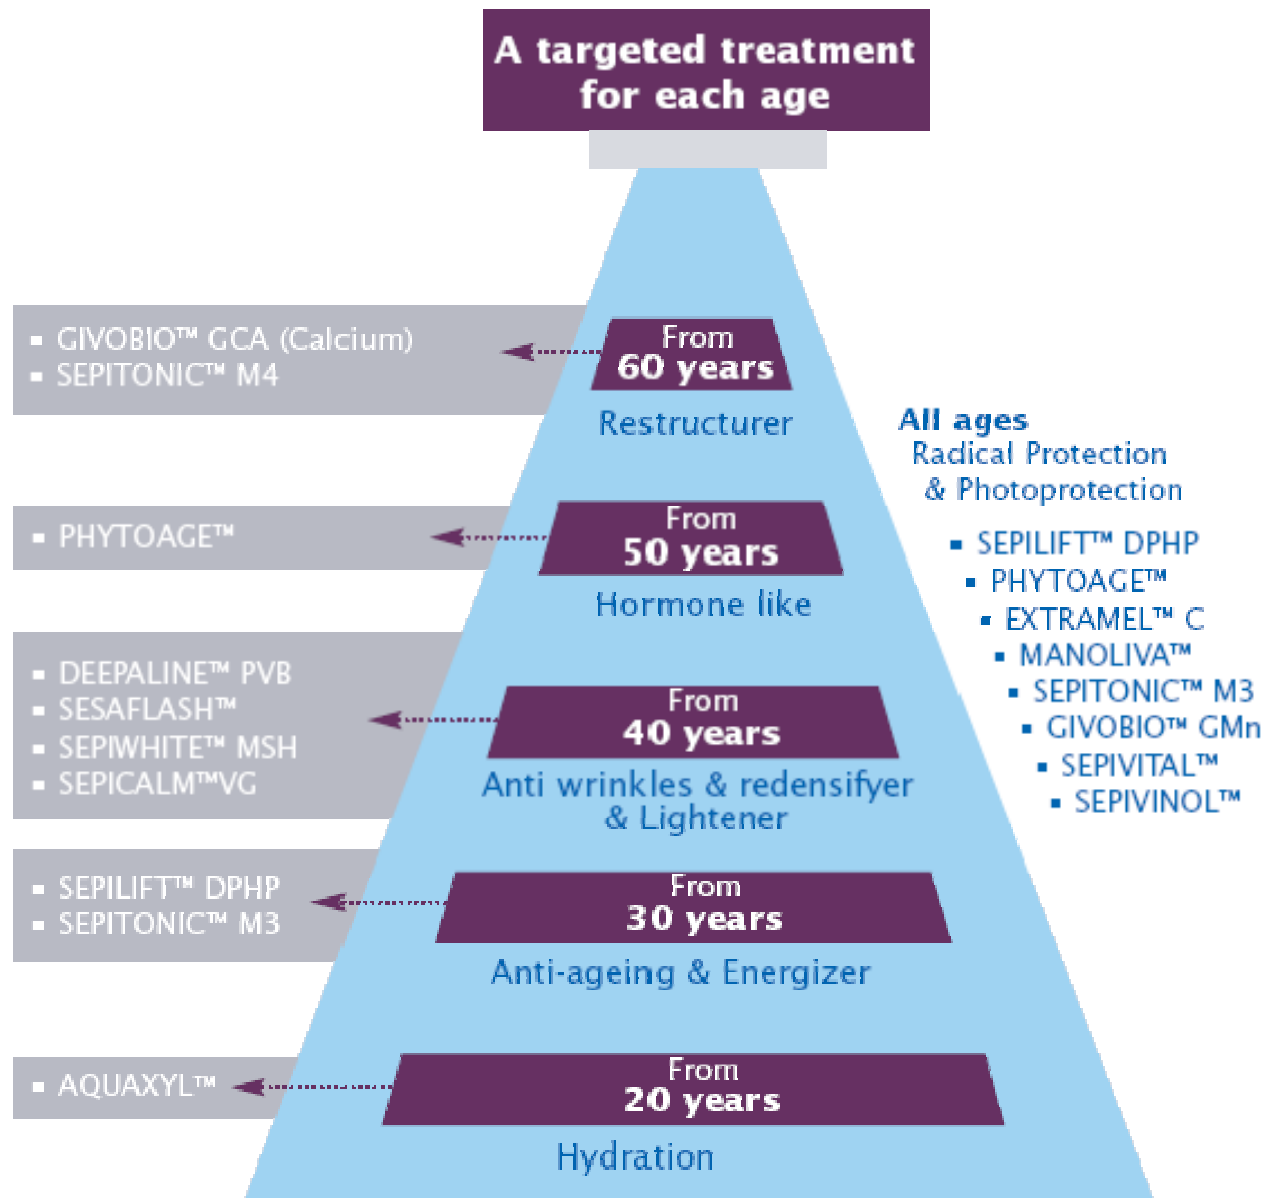 A targeted treatment
for each age
▪ GIVOBIO™ GCA (Calcium)
▪ SEPITONIC™ M4
From
60 years
Restructurer
All ages
Radical Protection
& Photoprotection
▪ SEPILIFT™ DPHP
▪ PHYTOAGE™
▪ EXTRAMEL™ C
▪ MANOLIVA™
▪ SEPITONIC™ M3
▪ GIVOBIO™ GMn
▪ SEPIVITAL™
▪ SEPIVINOL™
▪ PHYTOAGE™
From
50 years
Hormone like
▪ DEEPALINE™ PVB
▪ SESAFLASH™
▪ SEPIWHITE™ MSH
▪ SEPICALM™VG
From
40 years
Anti wrinkles & redensifyer
& Lightener
▪ SEPILIFT™ DPHP
▪ SEPITONIC™ M3
From
30 years
Anti-ageing & Energizer
▪ AQUAXYL™
From
20 years
Hydration